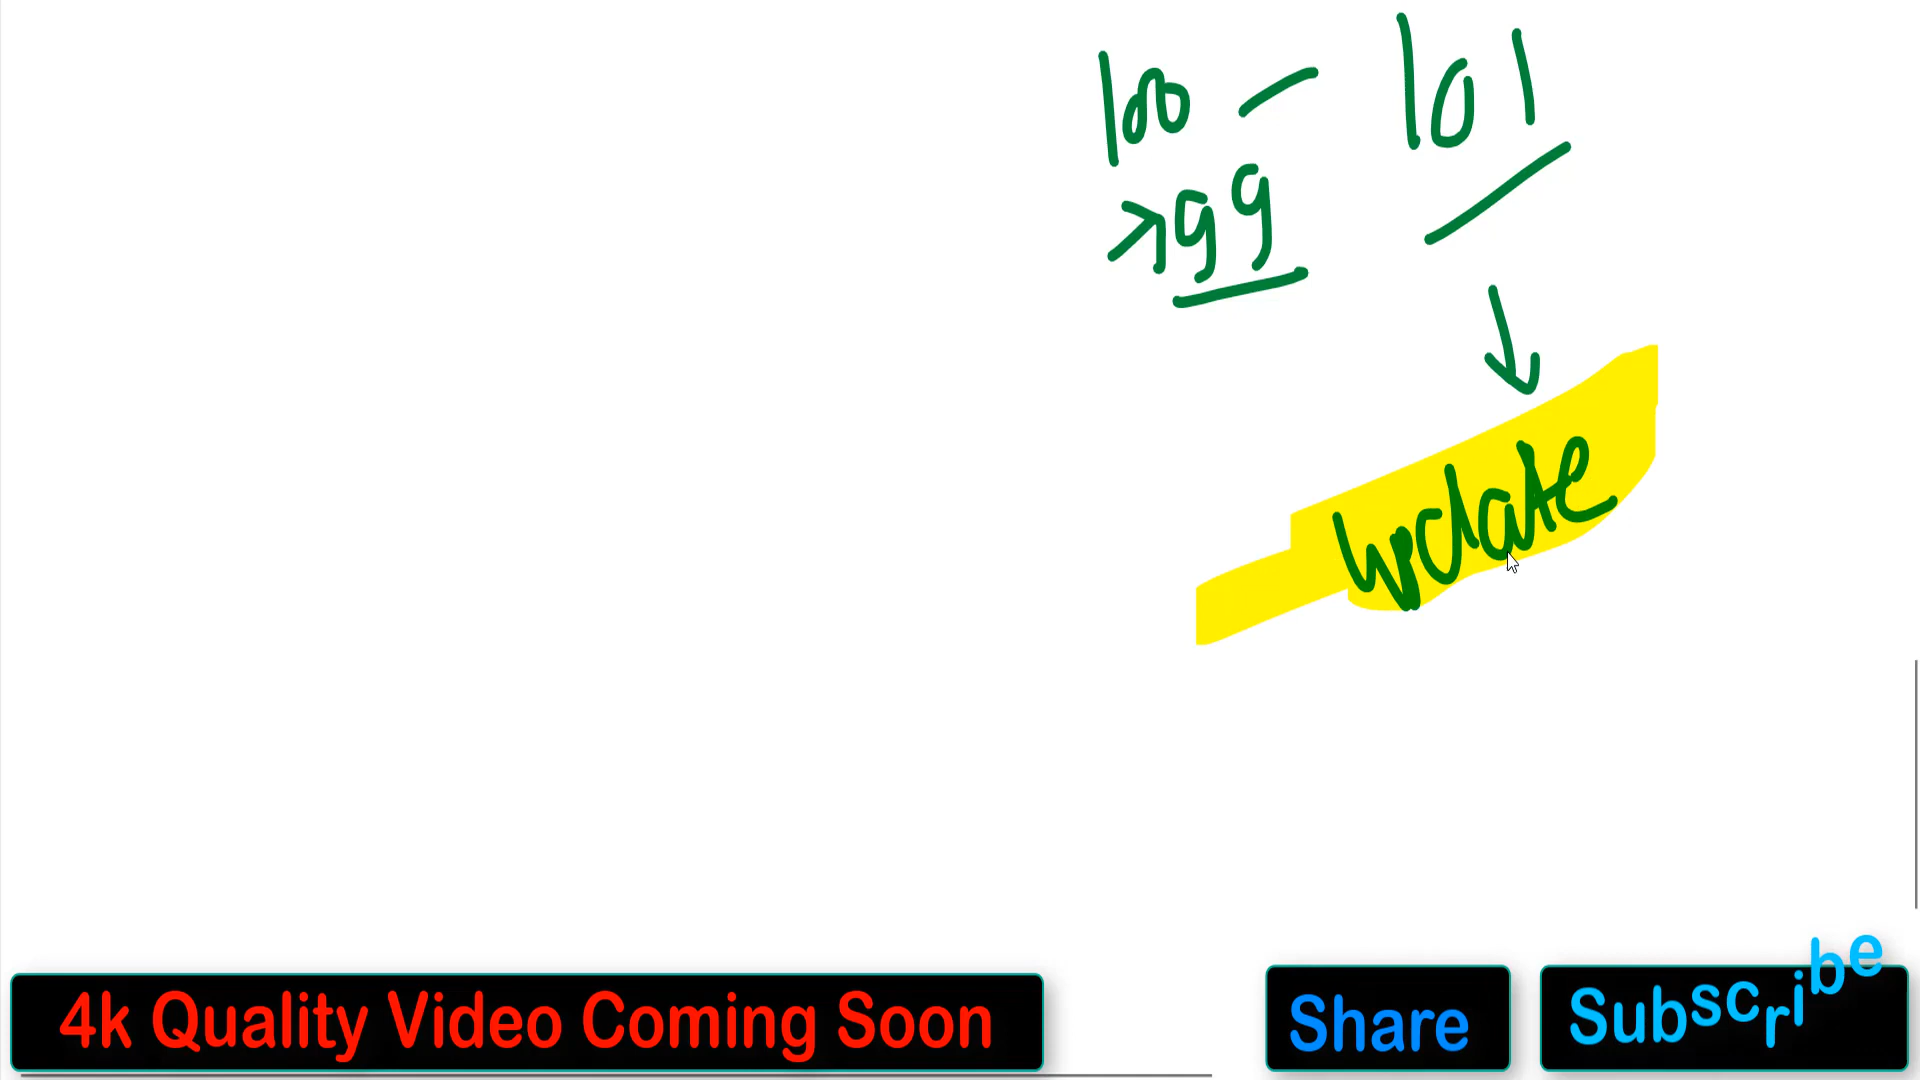 100 - 101
>99
update
4k Quality Video Coming Soon
Share
Subscribe